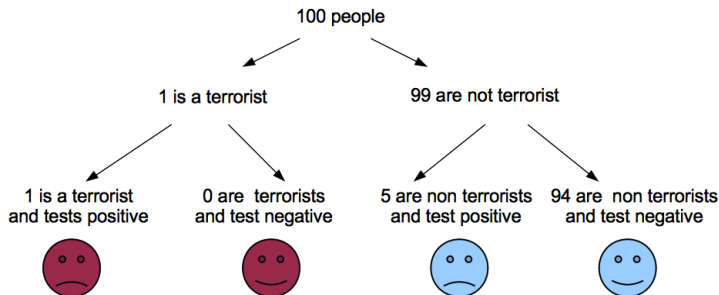 100 people
1 is a terrorist
99 are not terrorist
1 is a terrorist
and tests positive
0 are terrorists
and test negative
5 are non terrorists
and test positive
94 are non terrorists
and test negative